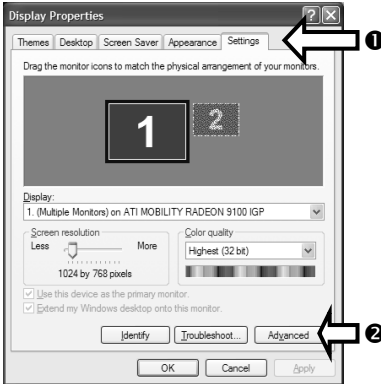 Display Properties
Themes Desktop Screen Saver Appearance Settings
❶
Drag the monitor icons to match the physical arrangement of your monitors.
1 2
Display:
1. (Multiple Monitors) on ATI MOBILITY RADEON 9100 IGP
Screen resolution Color quality
Less More Highest (32 bit)
1024 by 768 pixels
Use this device as the primary monitor.
Extend my Windows desktop onto this monitor.
Identify Troubleshoot... Advanced
❷
OK Cancel Apply